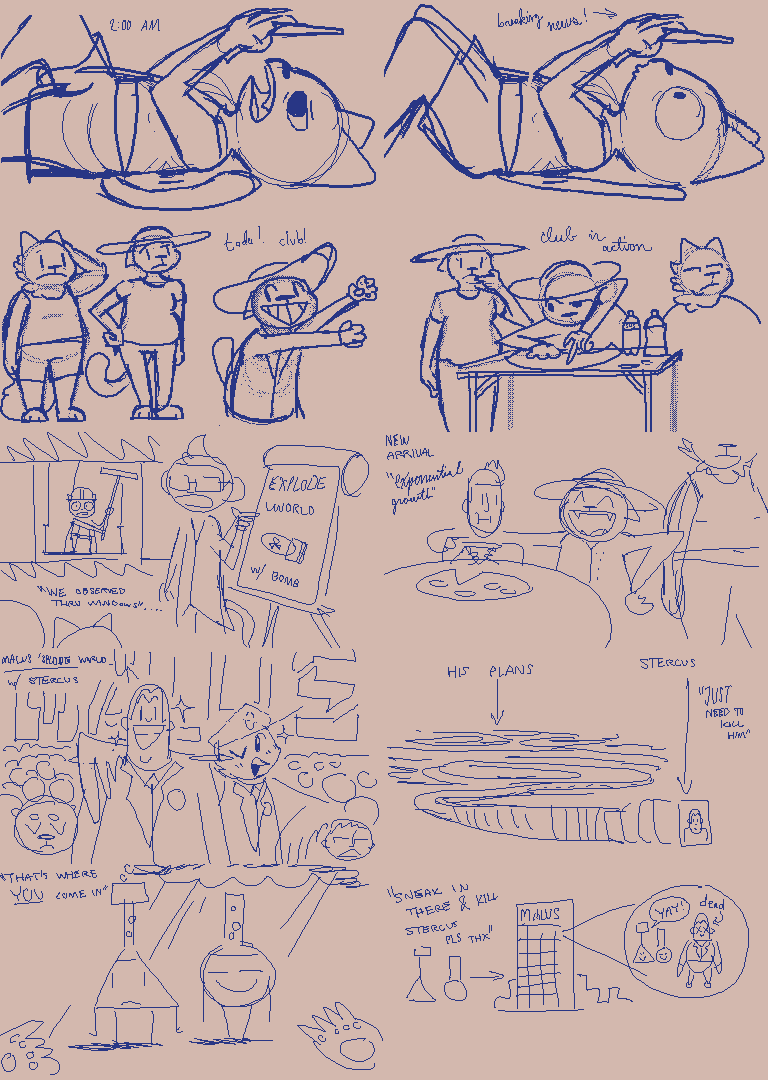 2:00 AM
breaking news!
tada! club!
club in
action
EXPLODE
WORLD
W/ BOMB
"WE OBSERVED
THRU WINDOWS"....
NEW
ARRIVAL
"exponential
growth"
MALUS 'SPLODE WORLD
W/ STERCUS
HIS PLANS
STERCUS
"JUST
NEED TO
KILL
HIM"
"THAT'S WHERE
YOU COME IN"
"SNEAK IN
THERE & KILL
STERCUS
PLS THX"
MALUS
YAY!
dead